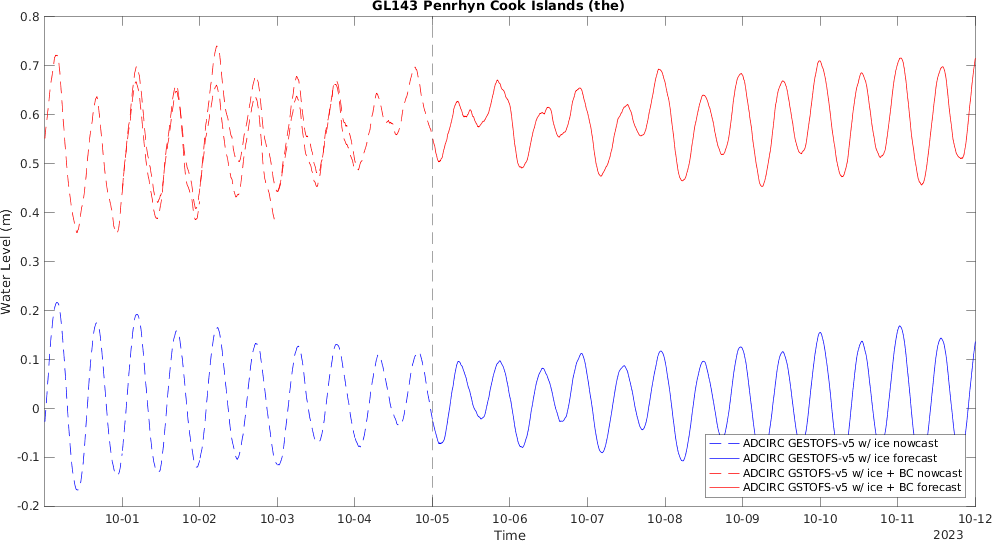 GL143 Penrhyn Cook Islands (the)
0.8
0.7
0.6
0.5
0.4
0.3
0.2
0.1
0
-0.1
-0.2
Water Level (m)
ADCIRC GESTOFS-v5 w/ ice nowcast
ADCIRC GESTOFS-v5 w/ ice forecast
ADCIRC GSTOFS-v5 w/ ice + BC nowcast
ADCIRC GSTOFS-v5 w/ ice + BC forecast
10-01 10-02 10-03 10-04 10-05 10-06 10-07 10-08 10-09 10-10 10-11 10-12
Time
2023